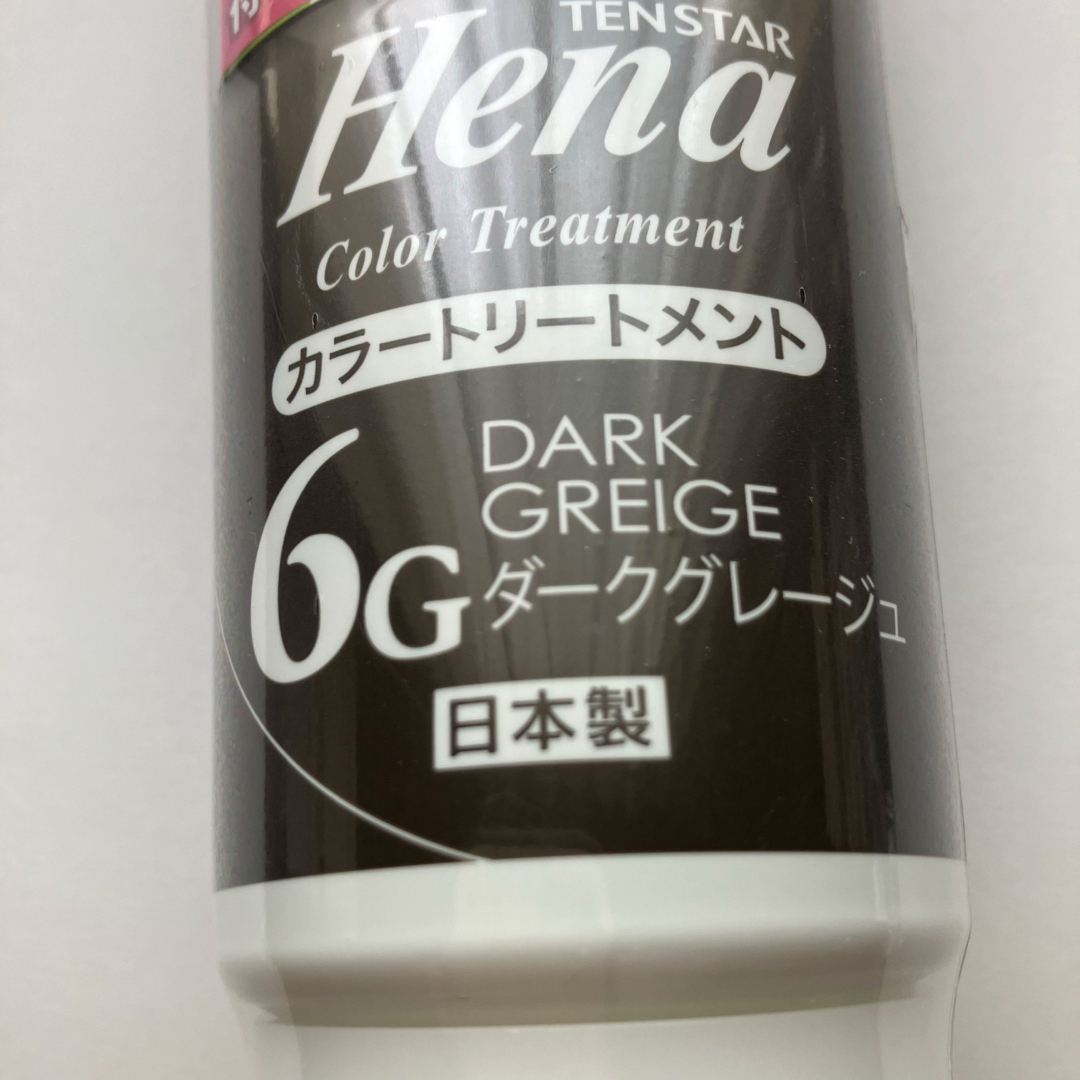 付
TENSTAR
Hena
Color Treatment
カラートリートメント
6G
DARK
GREIGE
ダークグレージュ
日本製